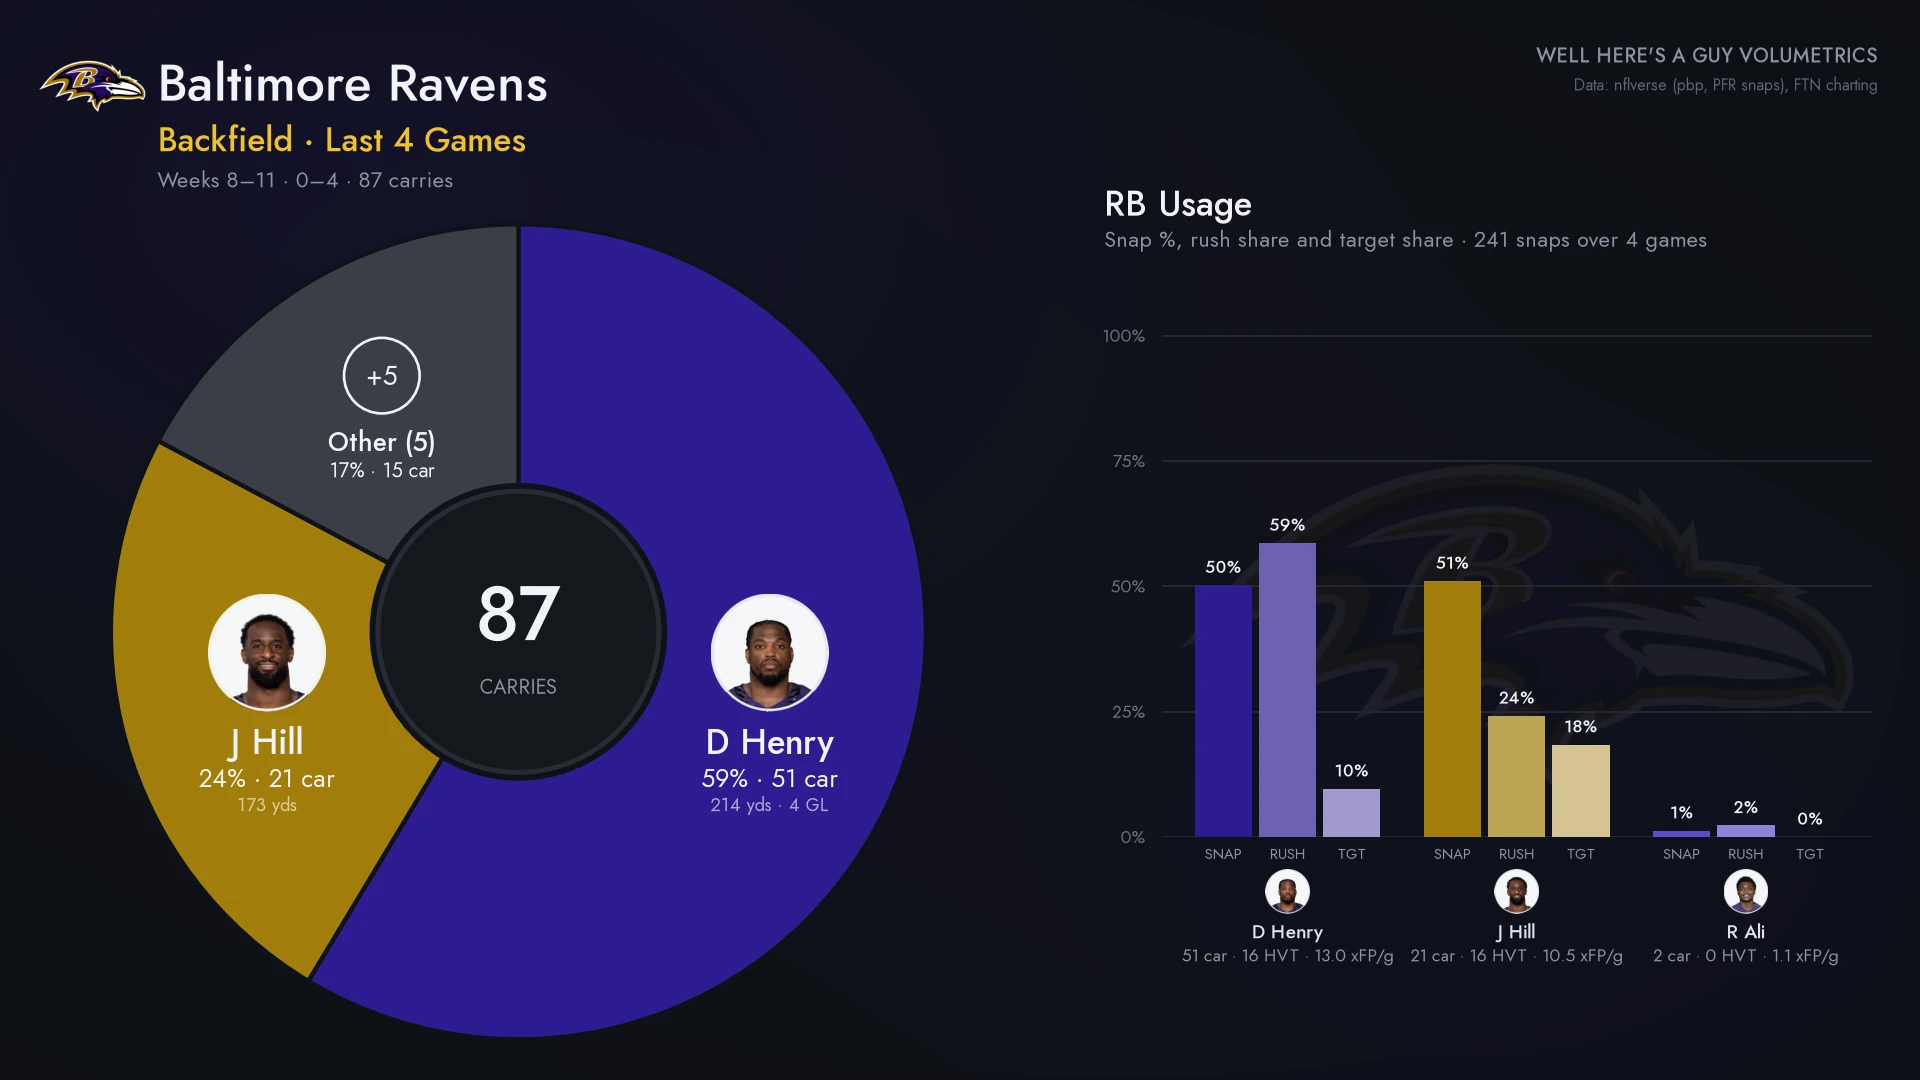 Baltimore Ravens
Backfield · Last 4 Games
Weeks 8–11 · 0–4 · 87 carries
WELL HERE'S A GUY VOLUMETRICS
Data: nflverse (pbp, PFR snaps), FTN charting
+5
Other (5)
17% · 15 car
J Hill
24% · 21 car
173 yds
87
CARRIES
D Henry
59% · 51 car
214 yds · 4 GL
RB Usage
Snap %, rush share and target share · 241 snaps over 4 games
100%
75%
50%
25%
0%
50% 59% 10% 51% 24% 18% 1% 2% 0%
SNAP RUSH TGT SNAP RUSH TGT SNAP RUSH TGT
D Henry J Hill R Ali
51 car · 16 HVT · 13.0 xFP/g 21 car · 16 HVT · 10.5 xFP/g 2 car · 0 HVT · 1.1 xFP/g